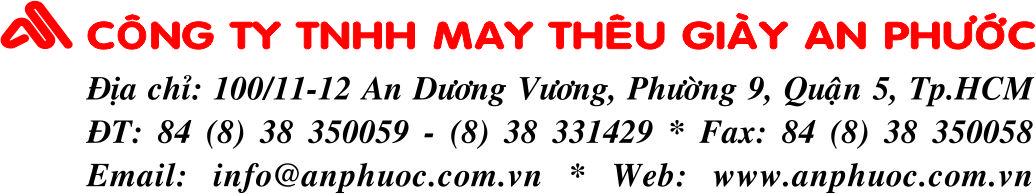 CÔNG TY TNHH MAY THÊU GIÀY AN PHƯỚC
Địa chỉ: 100/11-12 An Dương Vương, Phường 9, Quận 5, Tp.HCM
ĐT: 84 (8) 38 350059 - (8) 38 331429 * Fax: 84 (8) 38 350058
Email: info@anphuoc.com.vn * Web: www.anphuoc.com.vn